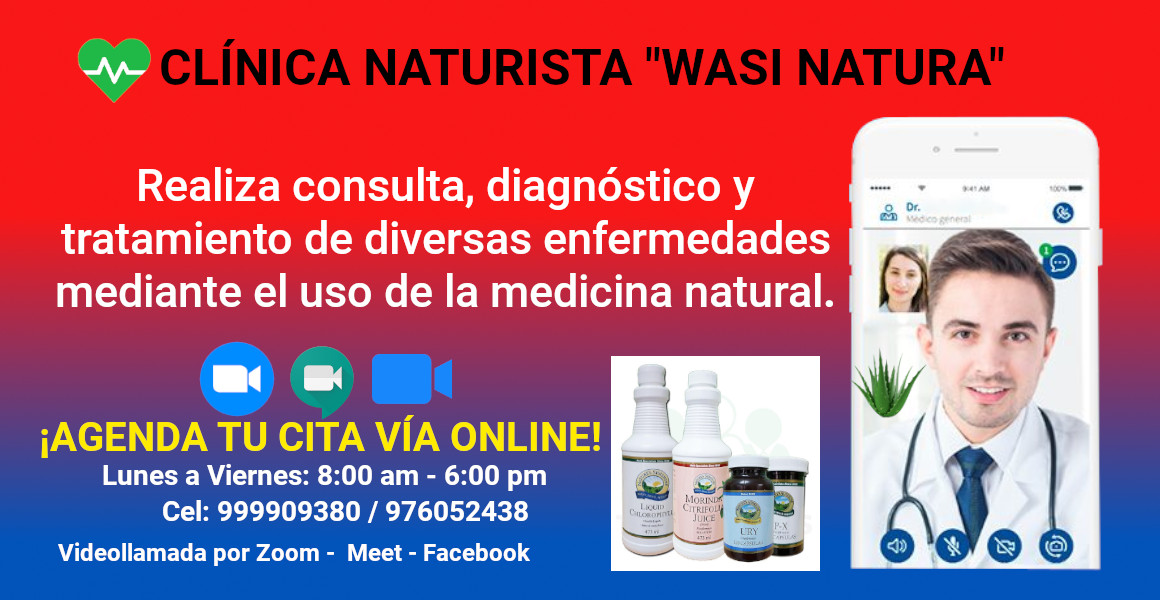 CLÍNICA NATURISTA "WASI NATURA"
Realiza consulta, diagnóstico y
tratamiento de diversas enfermedades
mediante el uso de la medicina natural.
¡AGENDA TU CITA VÍA ONLINE!
Lunes a Viernes: 8:00 am - 6:00 pm
Cel: 999909380 / 976052438
Videollamada por Zoom - Meet - Facebook
9:41 AM
100%
Dr.
Médico general
1
LIQUID
CHLOROPHYLL
MORINDA
CITRIFOLIA
JUICE
URY
P-X